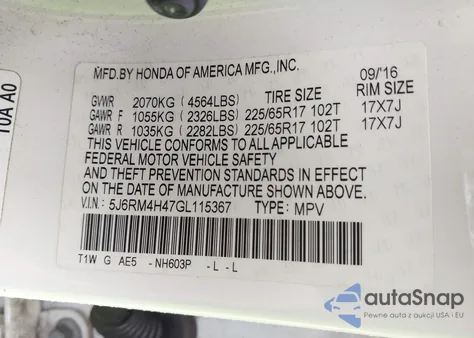 MFD.BY HONDA OF AMERICA MFG.,INC.
09/'16
GVWR 2070KG (4564LBS) TIRE SIZE RIM SIZE
GAWR F 1055KG (2326LBS) 225/65R17 102T 17X7J
GAWR R 1035KG (2282LBS) 225/65R17 102T 17X7J
THIS VEHICLE CONFORMS TO ALL APPLICABLE
FEDERAL MOTOR VEHICLE SAFETY
AND THEFT PREVENTION STANDARDS IN EFFECT
ON THE DATE OF MANUFACTURE SHOWN ABOVE.
V.I.N.: 5J6RM4H47GL115367 TYPE: MPV
T1W G AE5 - NH603P - L - L
10A A0
autoSnap
Pewne auta z aukcji USA i EU